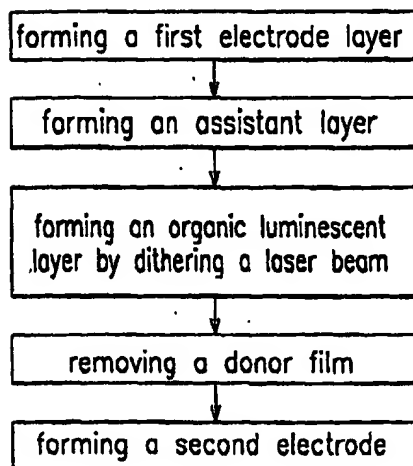 forming a first electrode layer
forming an assistant layer
forming an organic luminescent
layer by dithering a laser beam
removing a donor film
forming a second electrode